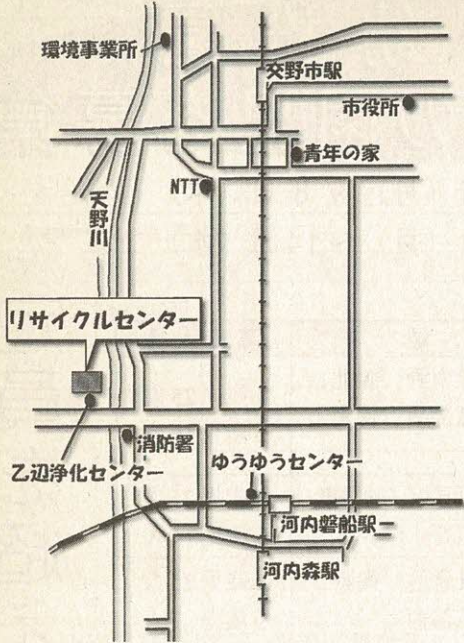 環境事業所
交野市駅
市役所
青年の家
NTT
天野川
リサイクルセンター
消防署
乙辺浄化センター
ゆうゆうセンター
河内磐船駅
河内森駅